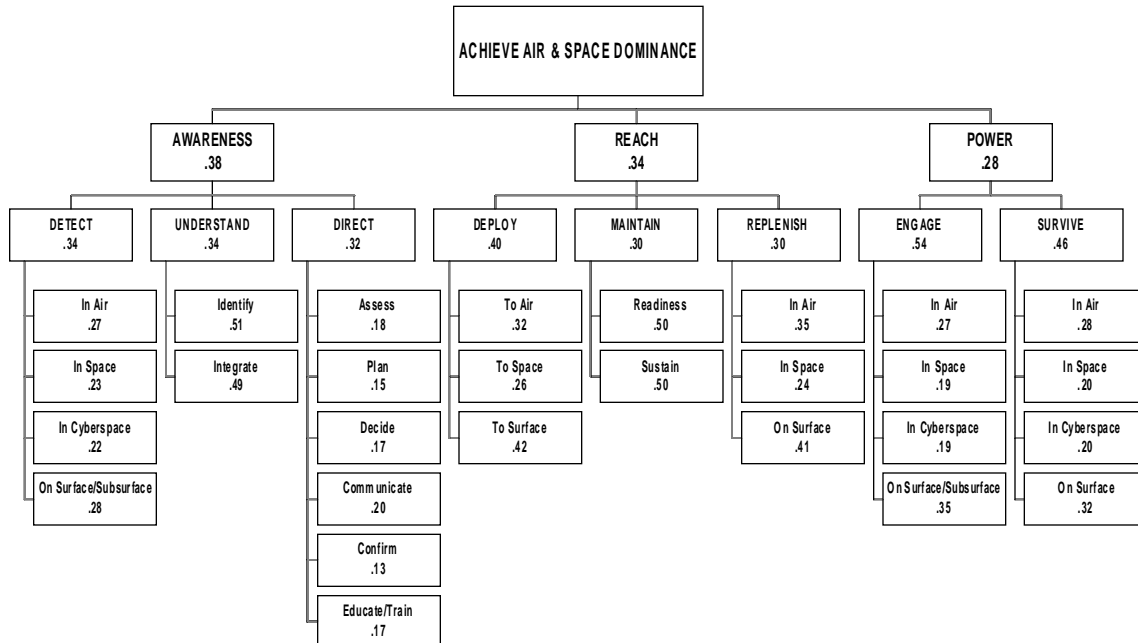 ACHIEVE AIR & SPACE DOMINANCE
AWARENESS
.38
REACH
.34
POWER
.28
DETECT
.34
UNDERSTAND
.34
DIRECT
.32
DEPLOY
.40
MAINTAIN
.30
REPLENISH
.30
ENGAGE
.54
SURVIVE
.46
In Air
.27
In Space
.23
In Cyberspace
.22
On Surface/Subsurface
.28
Identify
.51
Integrate
.49
Assess
.18
Plan
.15
Decide
.17
Communicate
.20
Confirm
.13
Educate/Train
.17
To Air
.32
To Space
.26
To Surface
.42
Readiness
.50
Sustain
.50
In Air
.35
In Space
.24
On Surface
.41
In Air
.27
In Space
.19
In Cyberspace
.19
On Surface/Subsurface
.35
In Air
.28
In Space
.20
In Cyberspace
.20
On Surface
.32